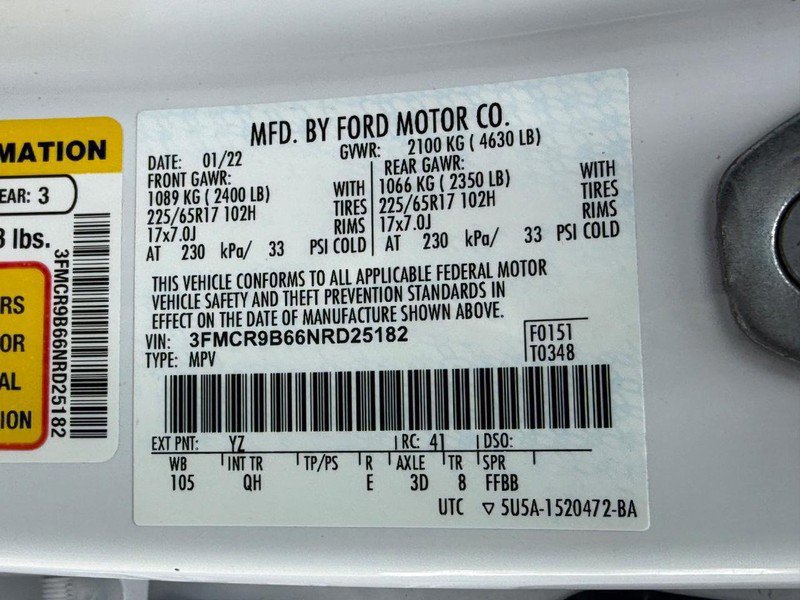 MATION
EAR: 3
3 lbs.
RS
OR
AL
ION
3FMCR9B66NRD25182
MFD. BY FORD MOTOR CO.
DATE: 01/22 GVWR: 2100 KG ( 4630 LB)
FRONT GAWR: REAR GAWR:
1089 KG ( 2400 LB) WITH 1066 KG ( 2350 LB) WITH
225/65R17 102H TIRES 225/65R17 102H TIRES
17x7.0J RIMS 17x7.0J RIMS
AT 230 kPa/ 33 PSI COLD AT 230 kPa/ 33 PSI COLD
THIS VEHICLE CONFORMS TO ALL APPLICABLE FEDERAL MOTOR
VEHICLE SAFETY AND THEFT PREVENTION STANDARDS IN
EFFECT ON THE DATE OF MANUFACTURE SHOWN ABOVE.
VIN: 3FMCR9B66NRD25182 F0151
TYPE: MPV T0348
EXT PNT: YZ RC: 41 DSO:
WB INT TR TP/PS R AXLE TR SPR
105 QH E 3D 8 FFBB
UTC ▽ 5U5A-1520472-BA